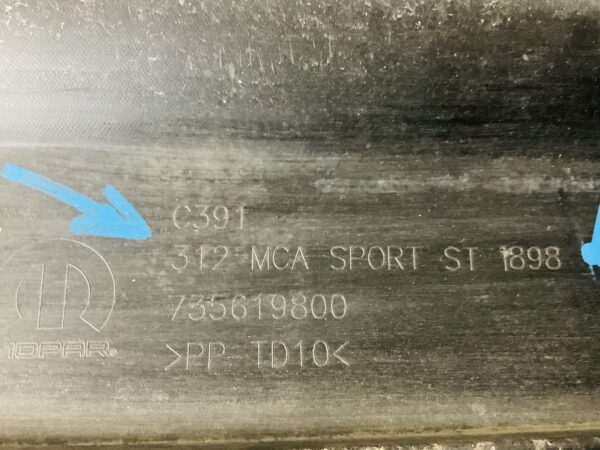 C391
312 MCA SPORT ST 1898
735619800
>PP TD10<
MOPAR®